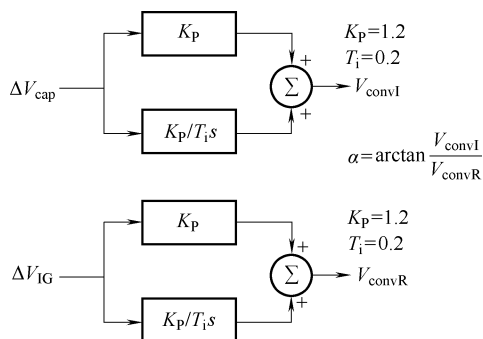 K_P
K_P=1.2
T_i=0.2
+
ΔV_cap
Σ
V_convI
+
K_P/T_i s
α=arctan V_convI/V_convR
K_P
K_P=1.2
T_i=0.2
+
ΔV_IG
Σ
V_convR
+
K_P/T_i s